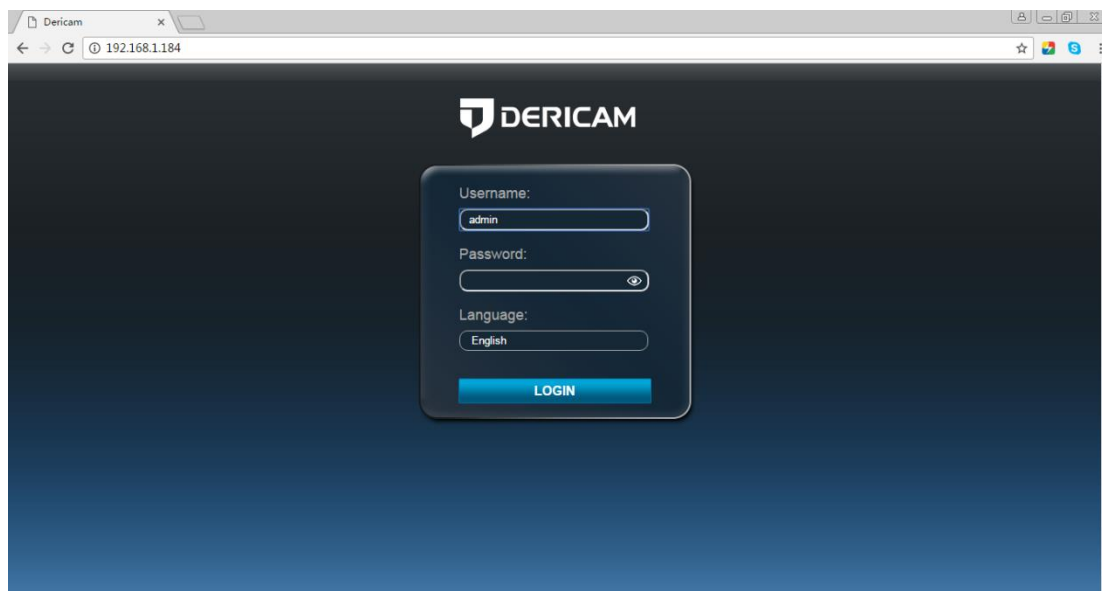 Dericam
192.168.1.184
DERICAM
Username:
admin
Password:
Language:
English
LOGIN